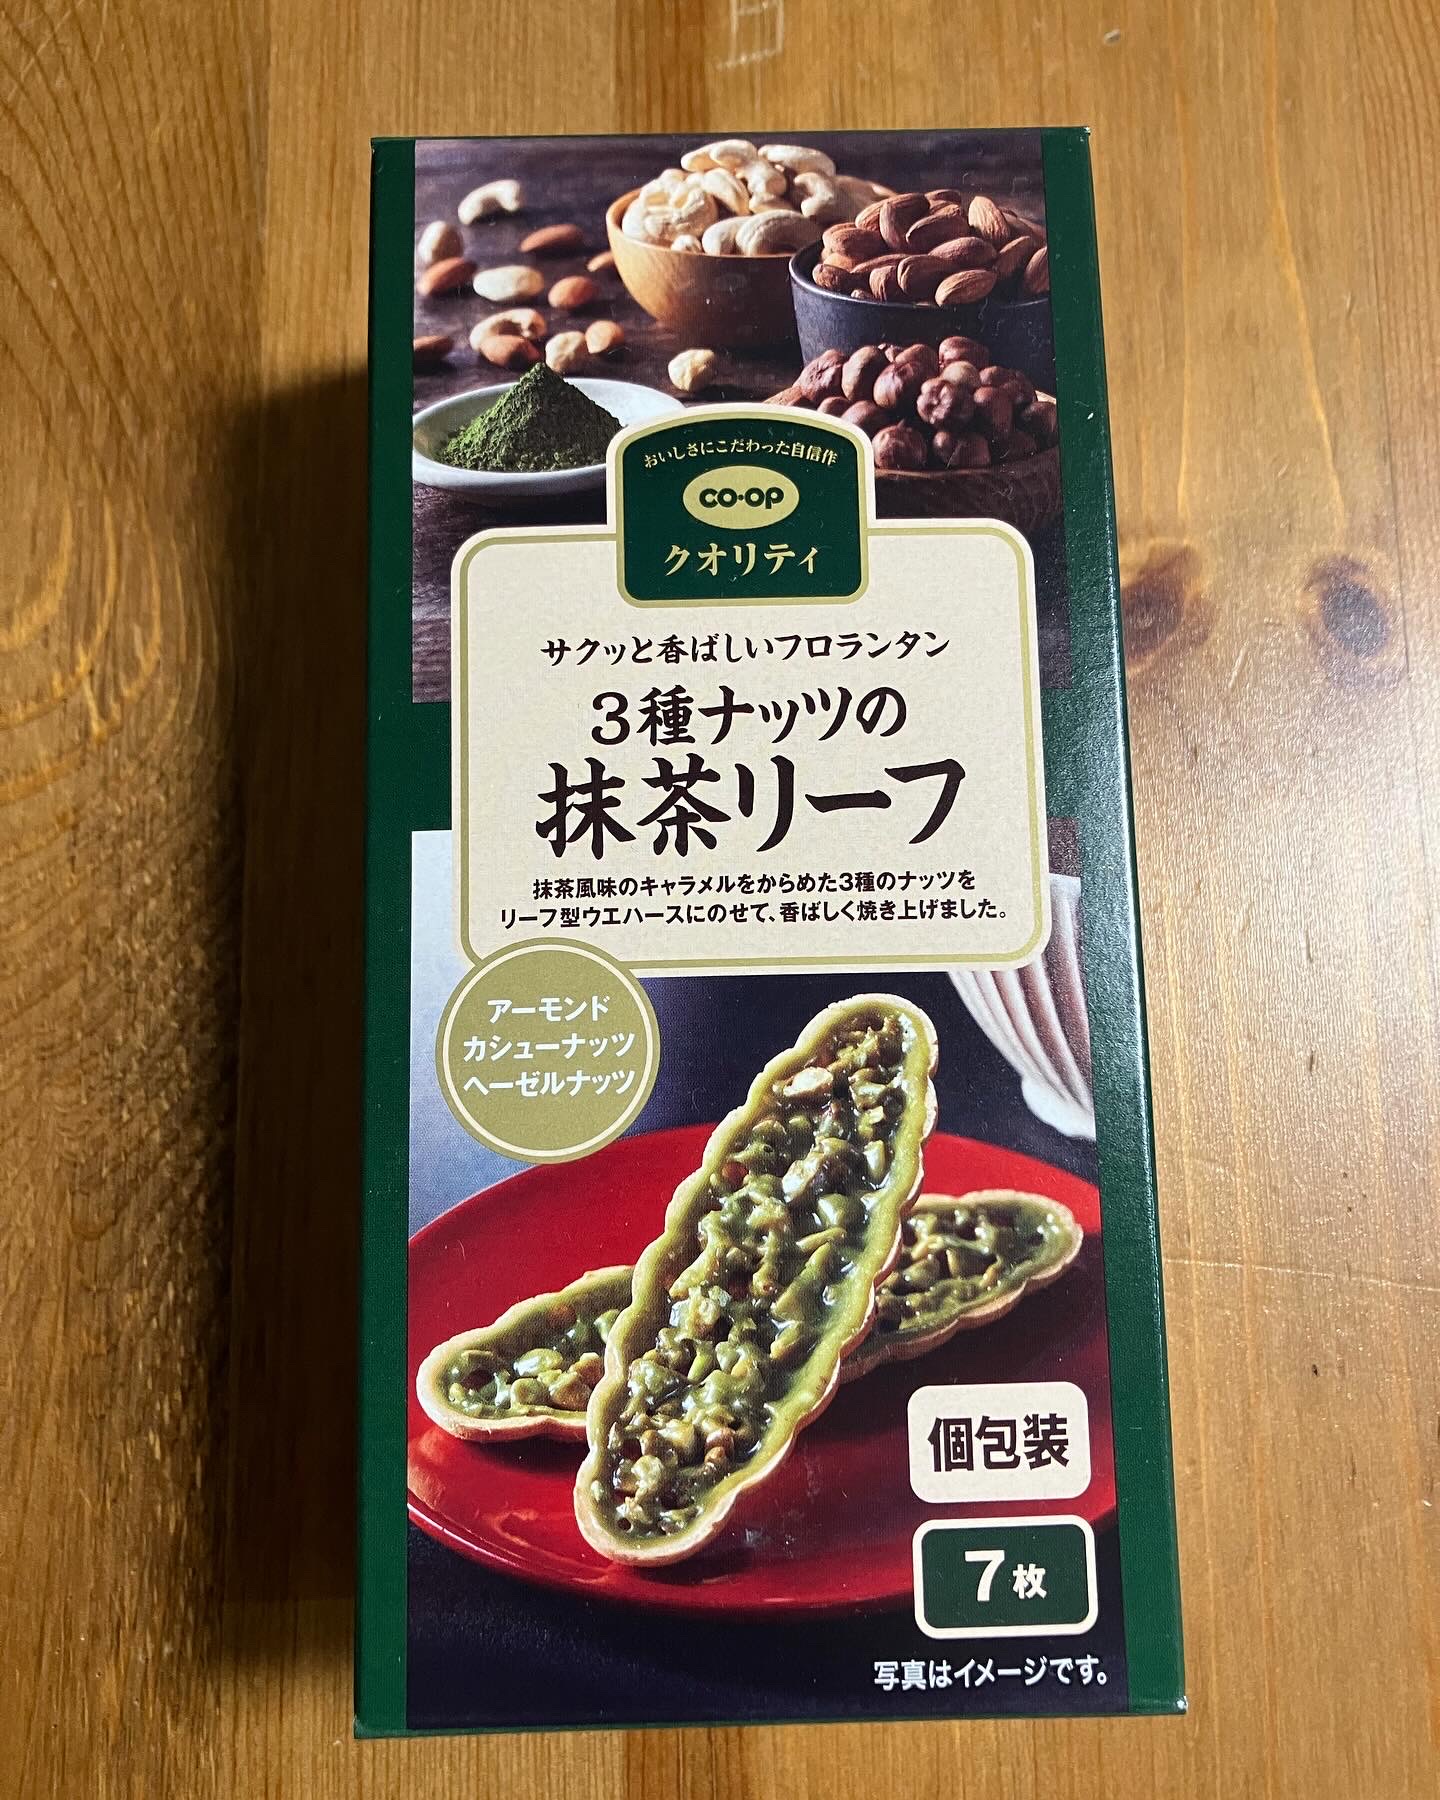 おいしさにこだわった自信作
CO・OP
クオリティ
サクッと香ばしいフロランタン
3種ナッツの
抹茶リーフ
抹茶風味のキャラメルをからめた3種のナッツを
リーフ型ウエハースにのせて、香ばしく焼き上げました。
アーモンド
カシューナッツ
ヘーゼルナッツ
個包装
7枚
写真はイメージです。